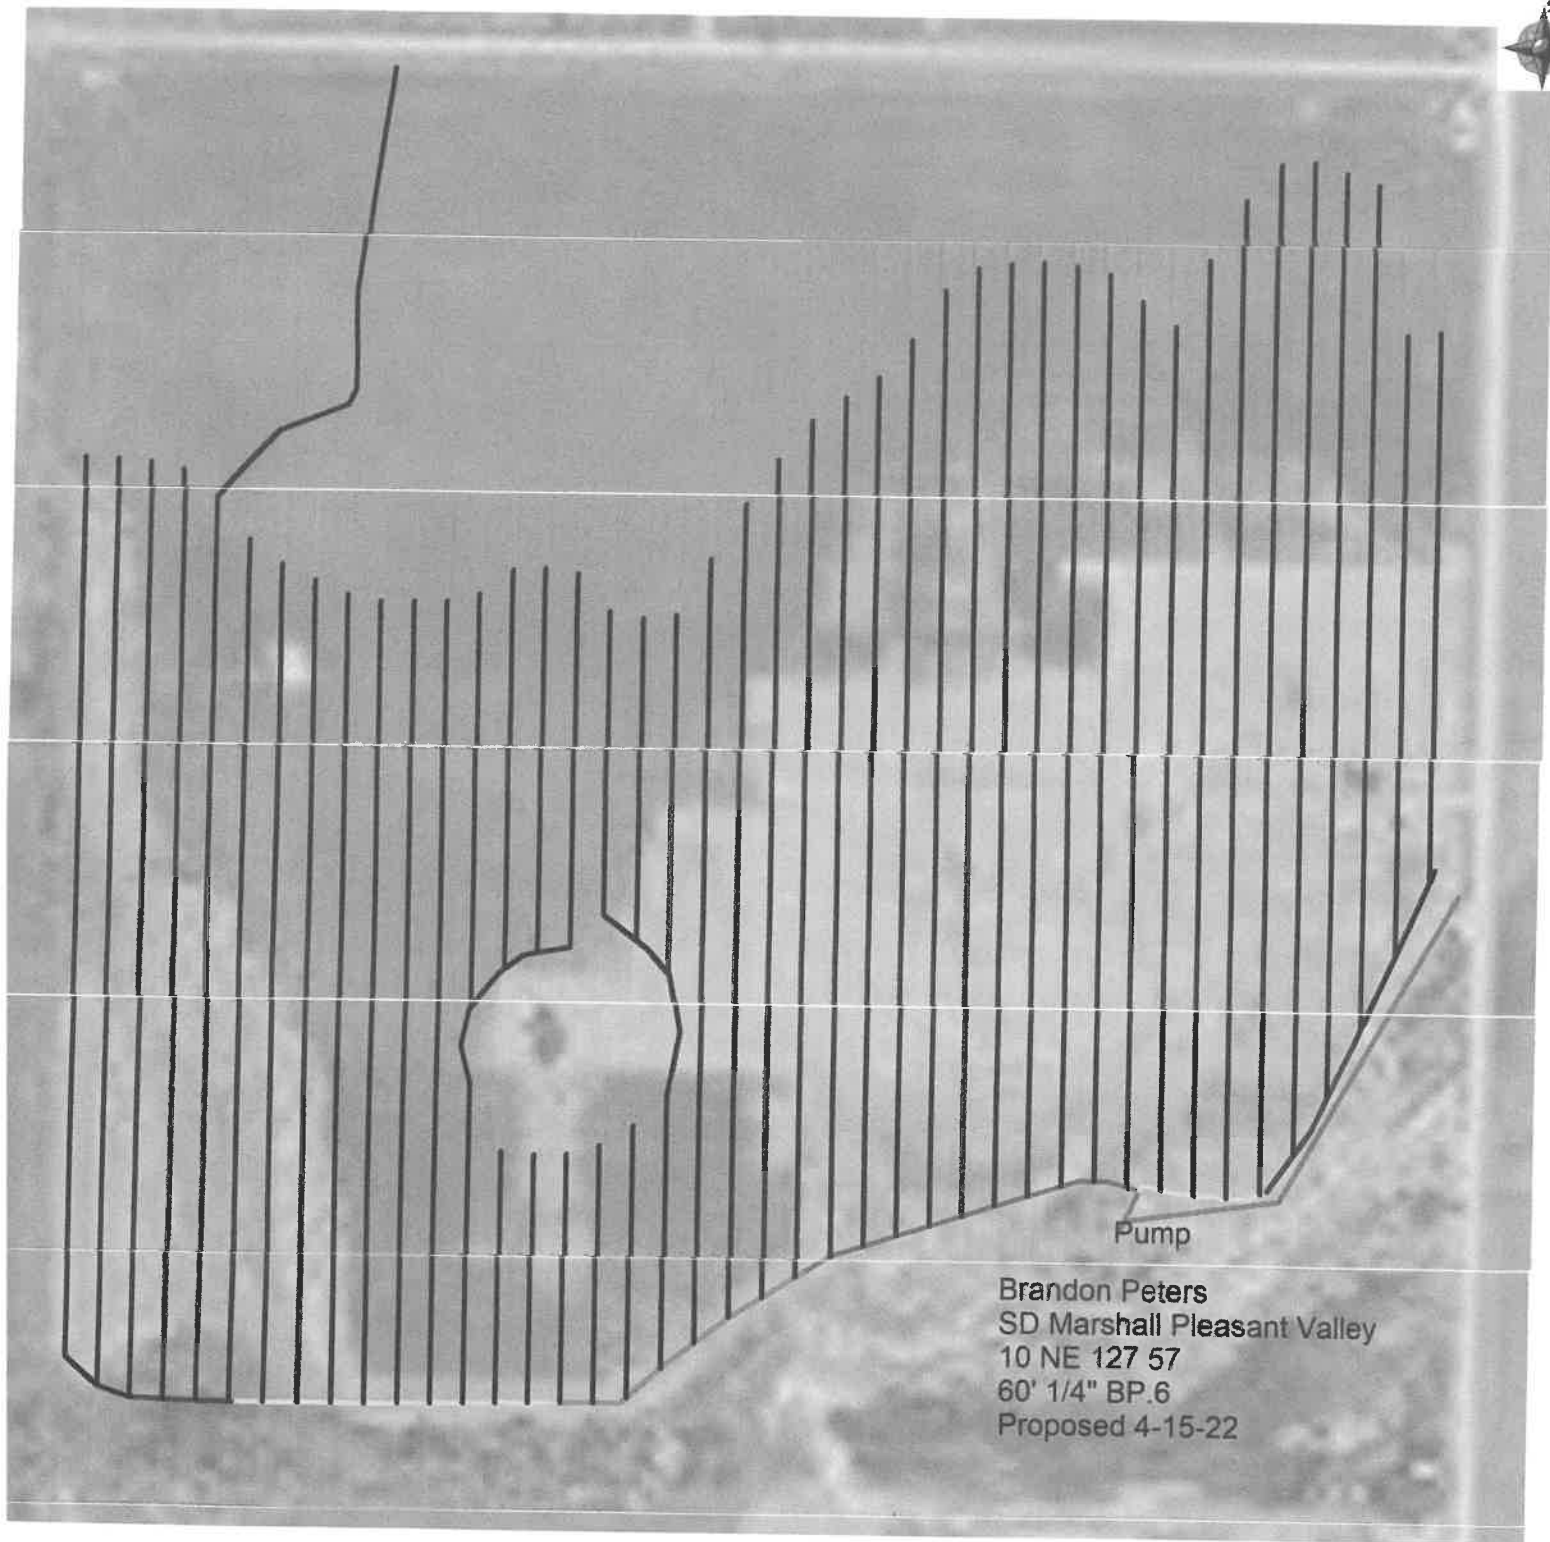 Pump
Brandon Peters
SD Marshall Pleasant Valley
10 NE 127 57
60' 1/4" BP.6
Proposed 4-15-22